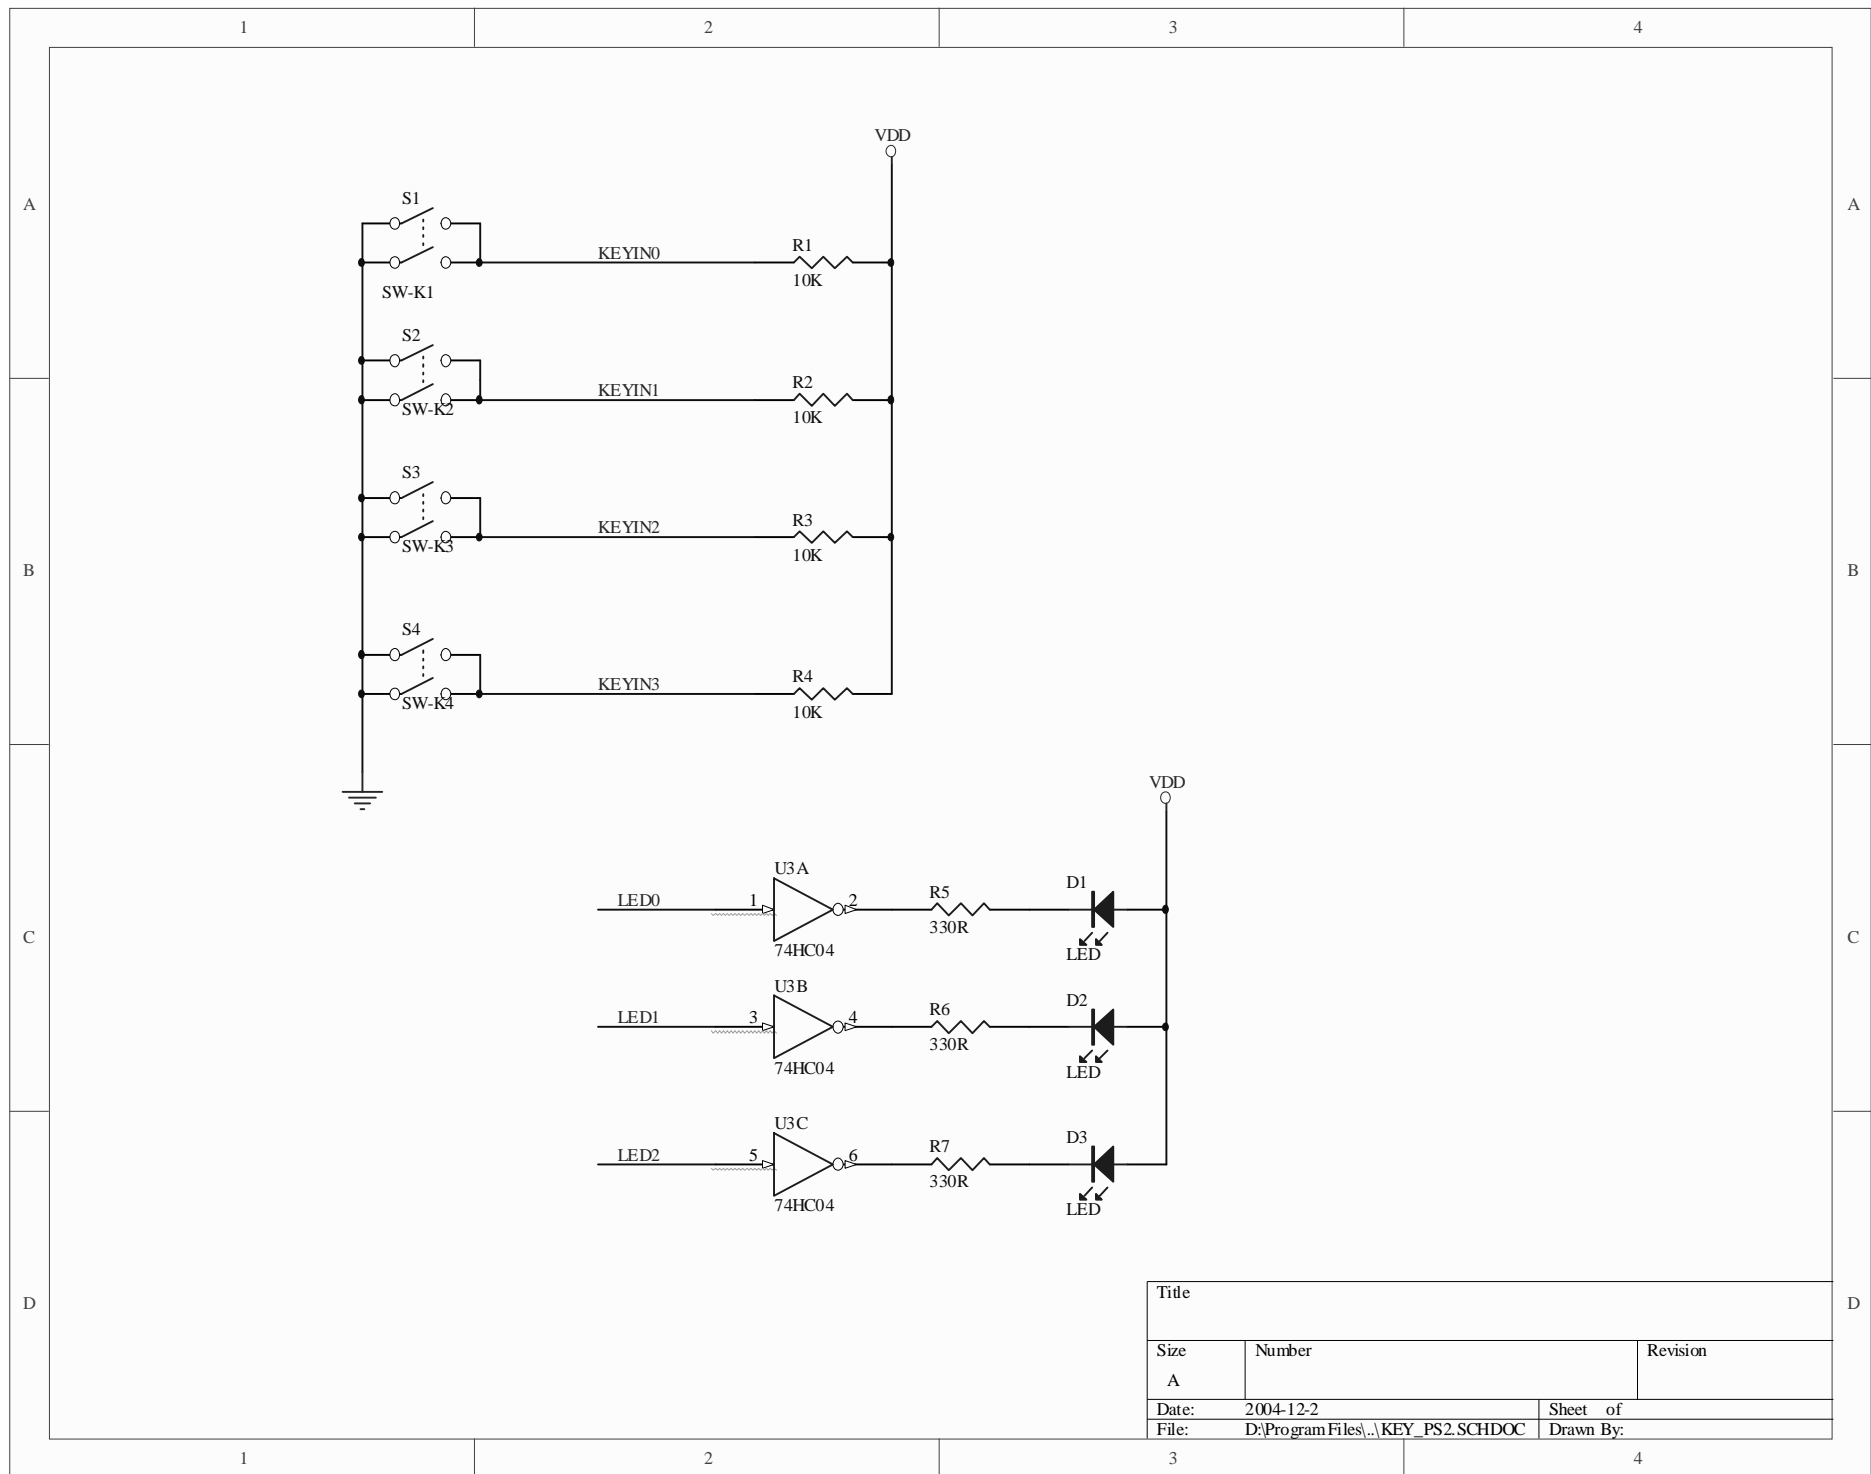 1 2 3 4
VDD
A A
S1
KEYIN0 R1
10K
SW-K1
S2
KEYIN1 R2
SW-K2 10K
S3
KEYIN2 R3
SW-K3 10K
B B
S4
KEYIN3 R4
SW-K4 10K
VDD
U3A
LED0 1 2 R5 D1
330R
74HC04 LED
C C
U3B
LED1 3 4 R6 D2
330R
74HC04 LED
U3C
LED2 5 6 R7 D3
330R
74HC04 LED
Title
D D
Size Number Revision
A
Date: 2004-12-2 Sheet of
File: D:\Program Files\..\KEY_PS2.SCHDOC Drawn By:
1 2 3 4